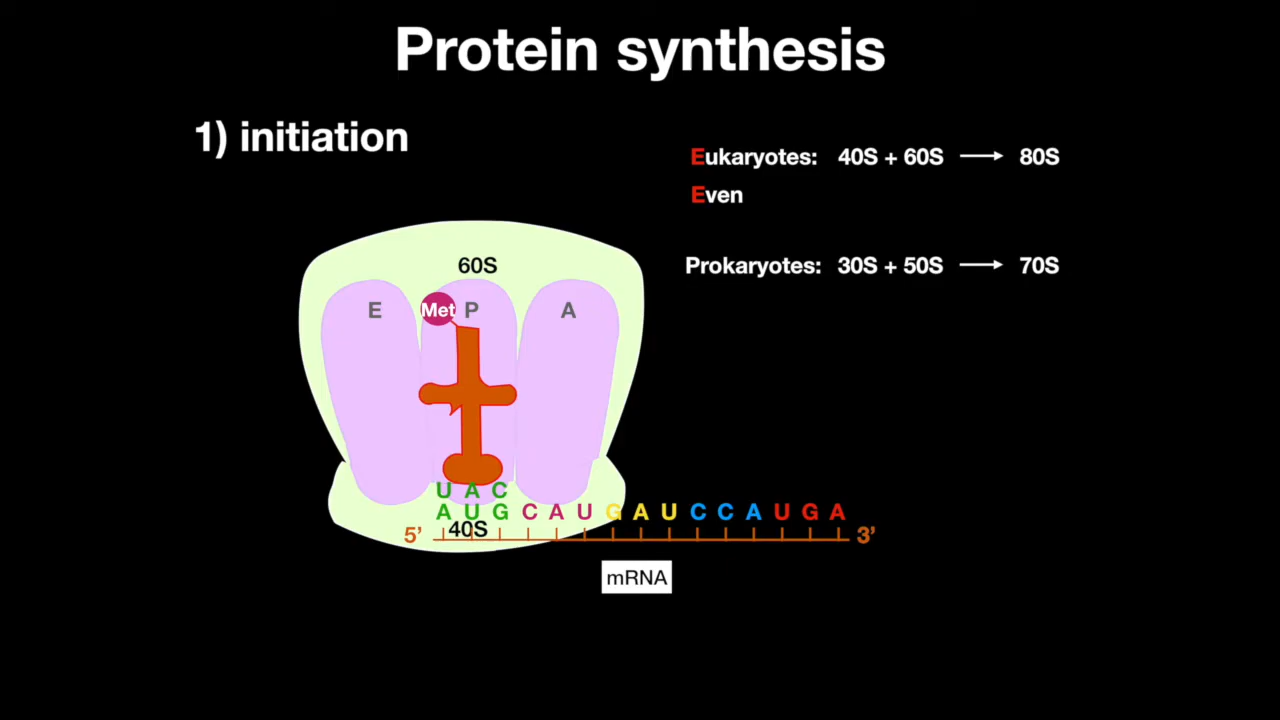 Protein synthesis
1) initiation
Eukaryotes: 40S + 60S ⟶ 80S
Even
Prokaryotes: 30S + 50S ⟶ 70S
60S
E Met P A
U A C
A U G C A U G A U C C A U G A
40S
5’ 3’
mRNA